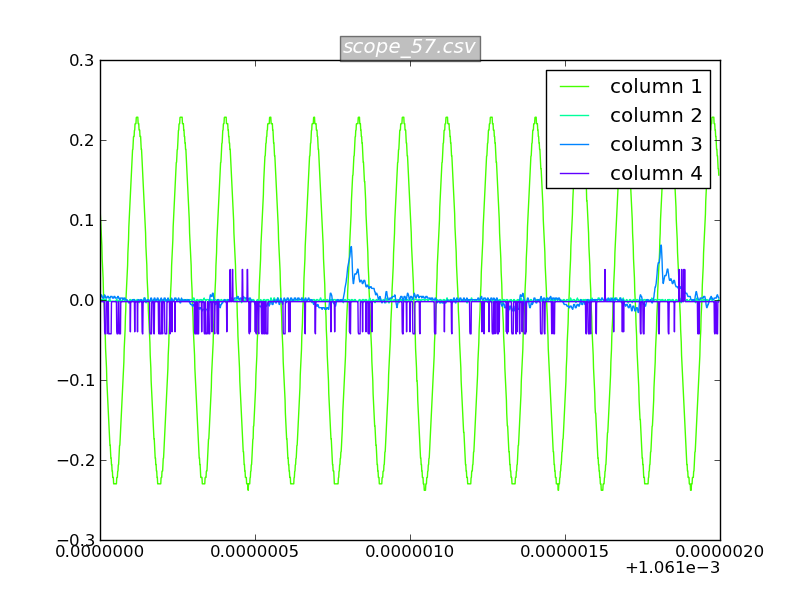 scope_57.csv
0.3
0.2
0.1
0.0
−0.1
−0.2
−0.3
column 1
column 2
column 3
column 4
0.0000000 0.0000005 0.0000010 0.0000015 0.0000020
+1.061e−3